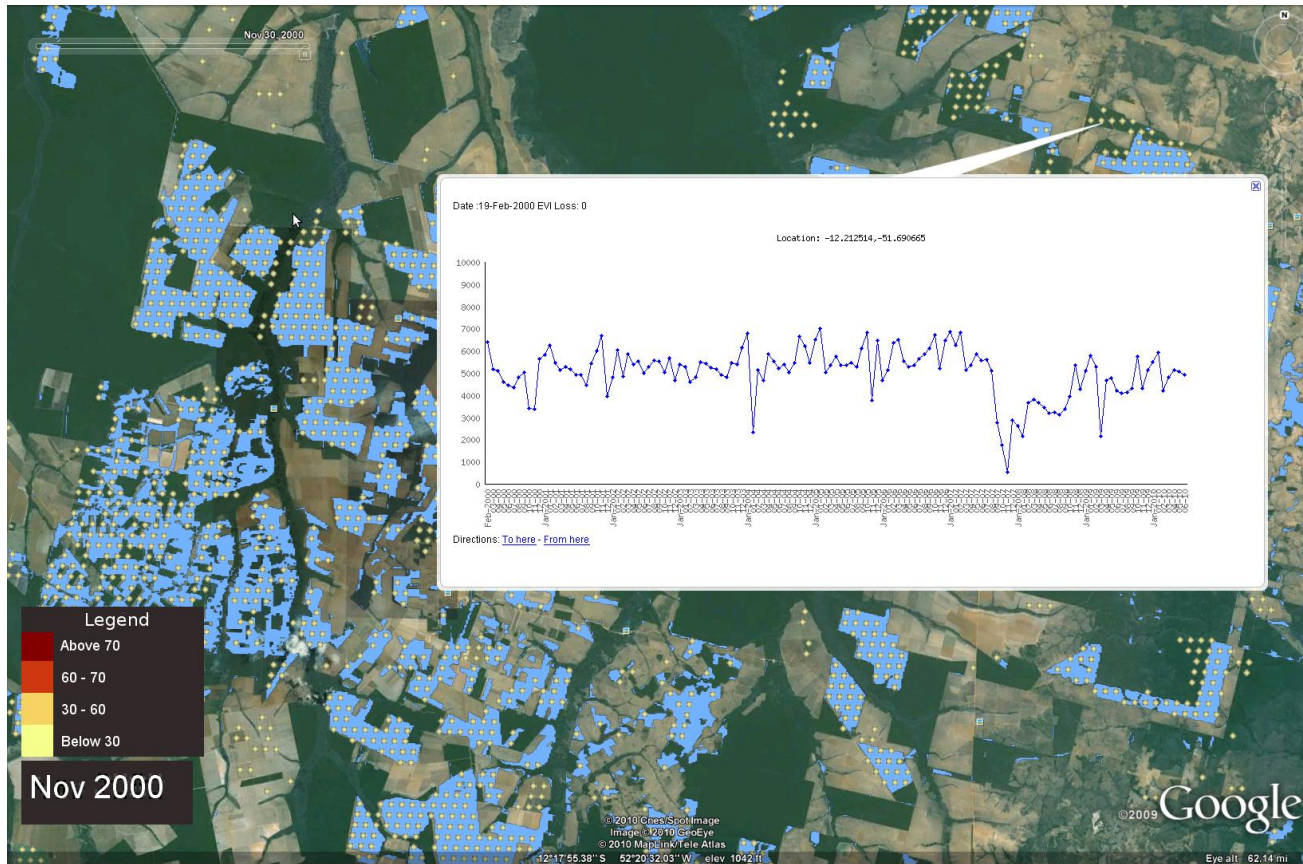 Nov 30, 2000
N
Date :19-Feb-2000 EVI Loss: 0
Location: -12.212514,-51.690665
10000
9000
8000
7000
6000
5000
4000
3000
2000
1000
0
Feb-2000
Directions: To here - From here
Legend
Above 70
60 - 70
30 - 60
Below 30
Nov 2000
© 2010 Cnes/Spot Image
Image © 2010 GeoEye
© 2010 MapLink/Tele Atlas
©2009 Google
12°17'55.38" S 52°20'32.03" W elev 1042 ft
Eye alt 62.14 mi